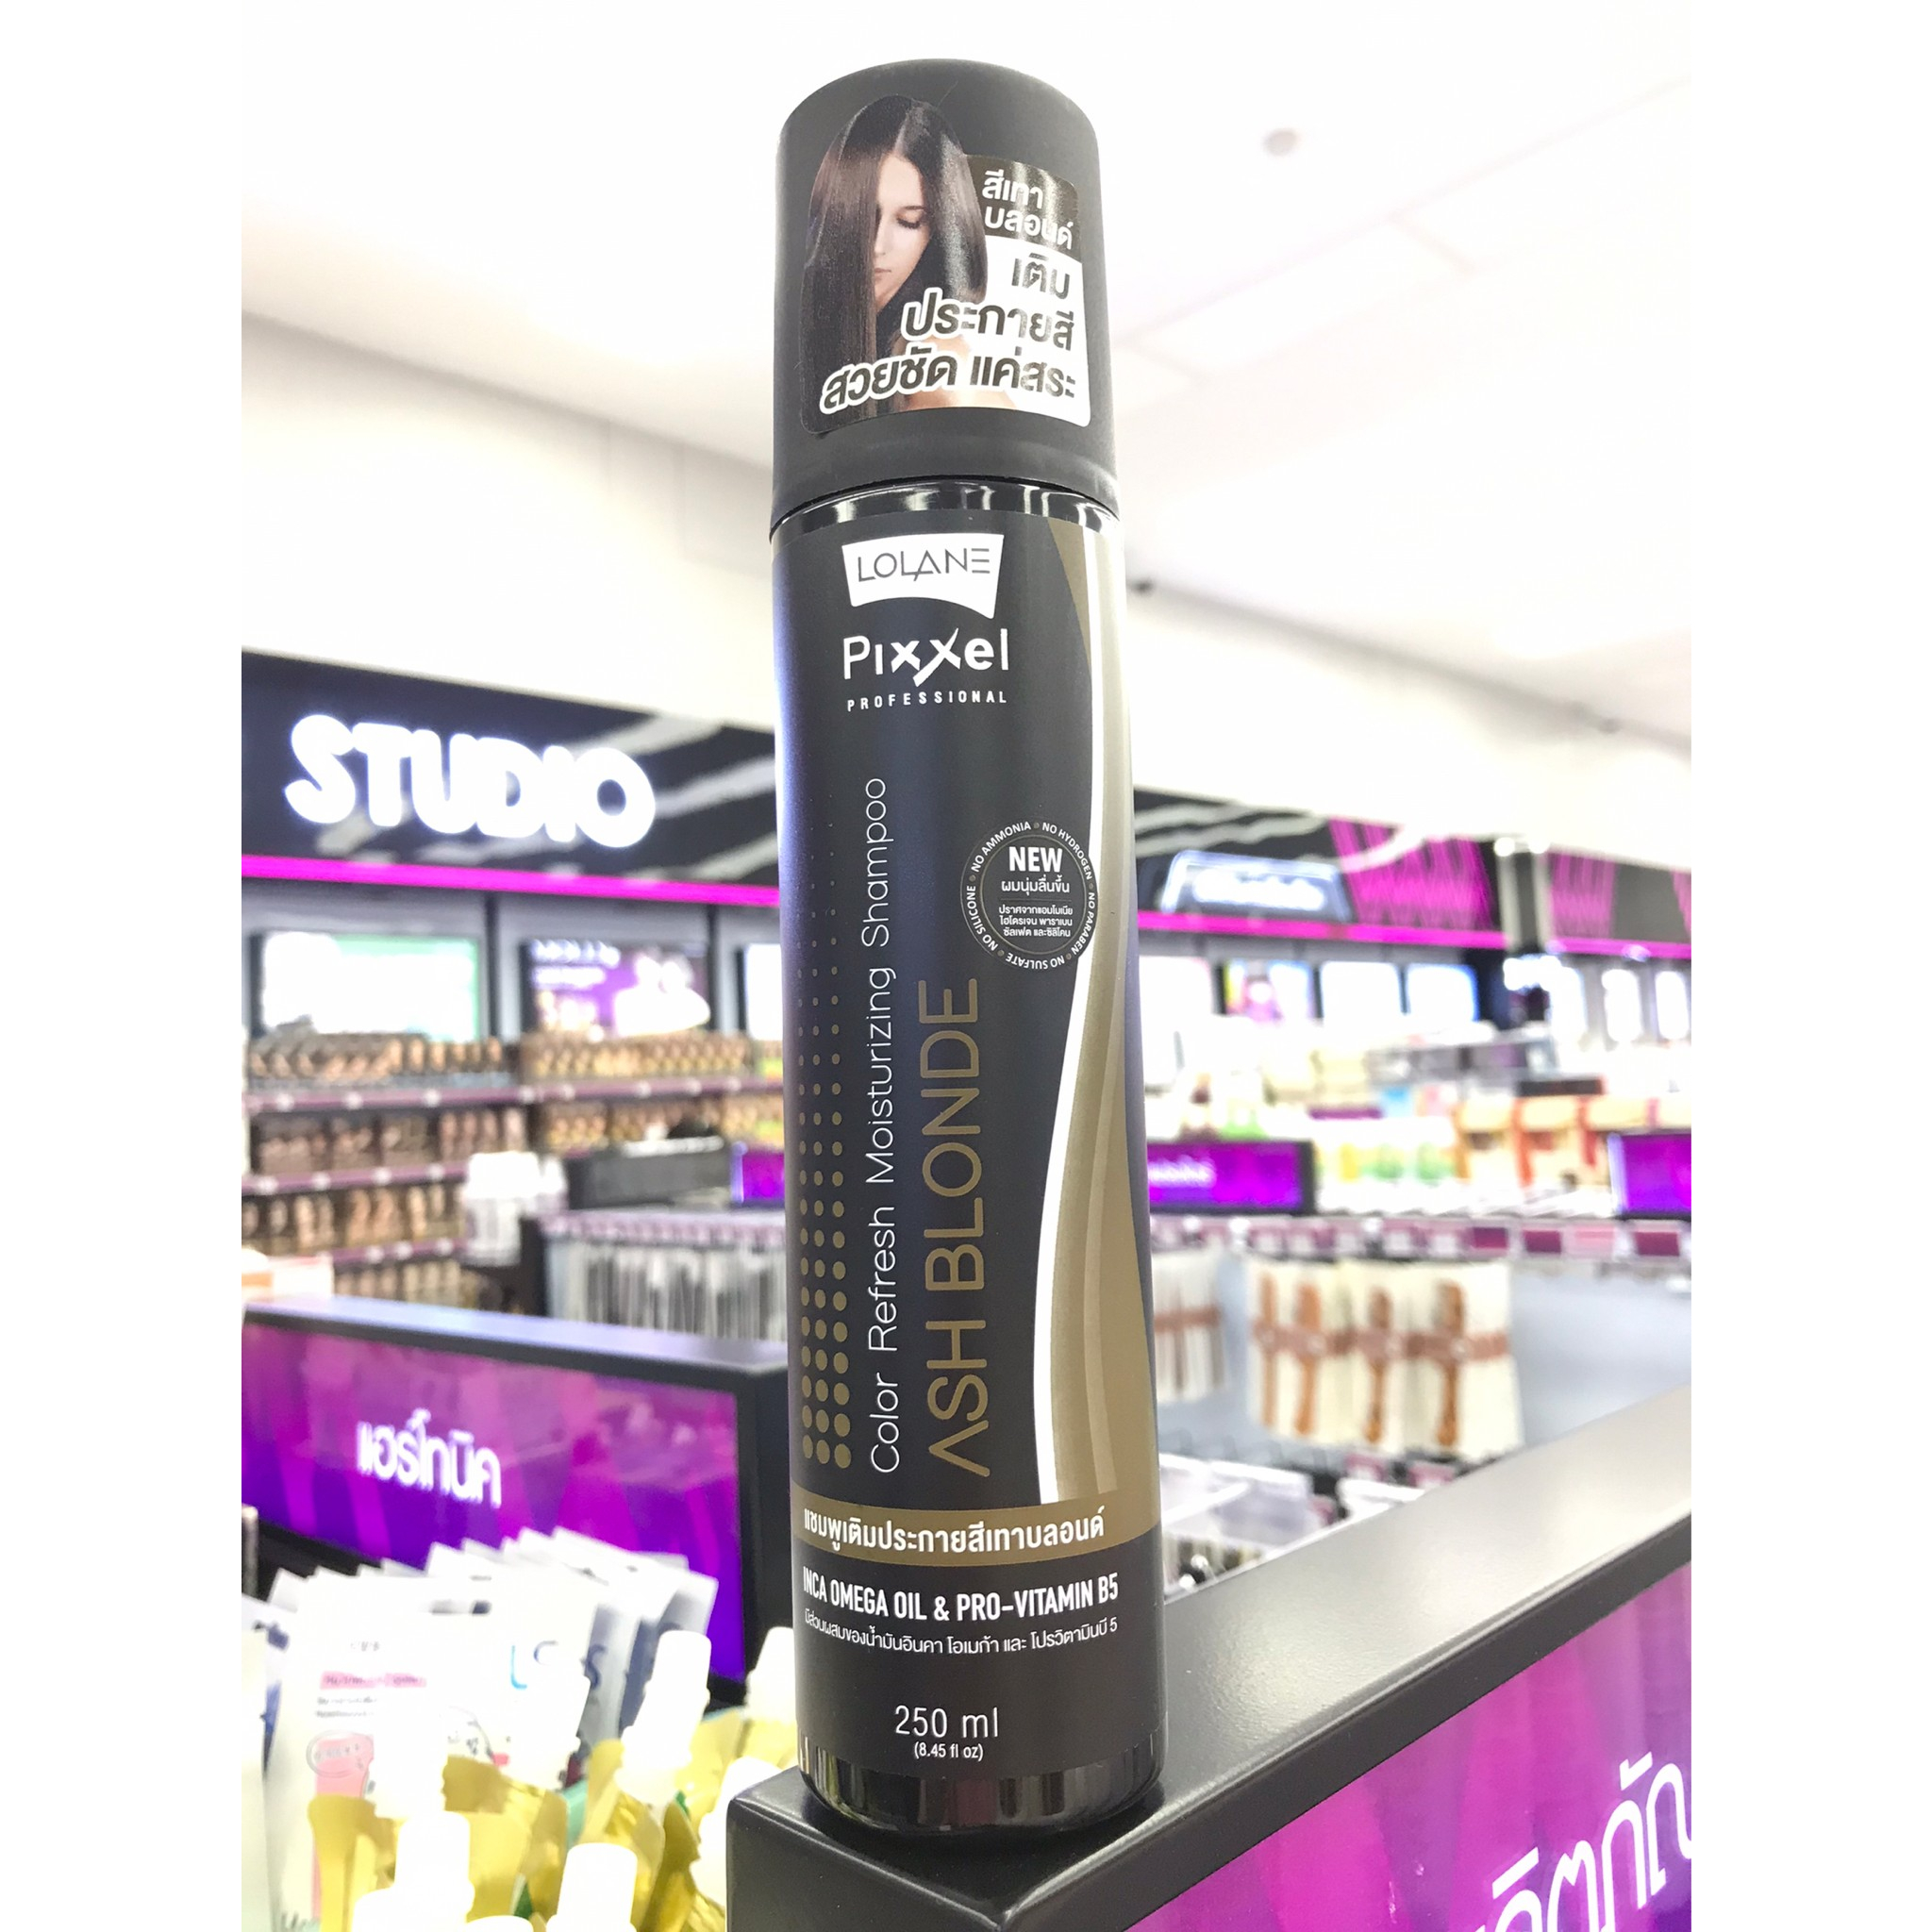 สีเทา
บลอนด์
เติม
ประกายสี
สวยชัด แค่สระ
LOLANE
Pixxel
PROFESSIONAL
Color Refresh Moisturizing Shampoo
ASH BLONDE
NO AMMONIA • NO HYDROGEN • NO PARABEN • NO SULFATE • NO SILICONE •
NEW
ผมนุ่มลื่นขึ้น
ปราศจากแอมโมเนีย
ไฮโดรเจน พาราเบน
ซัลเฟต และซิลิโคน
แชมพูเติมประกายสีเทาบลอนด์
INCA OMEGA OIL & PRO-VITAMIN B5
มีส่วนผสมของน้ำมันอินคา โอเมก้า และ โปรวิตามินบี 5
250 ml
(8.45 fl oz)
STUDIO
แฮร์โทนิค